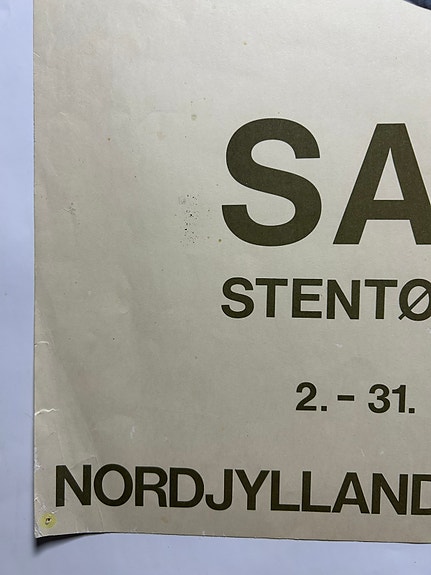 SA
STENTØ
2. - 31.
NORDJYLLAND